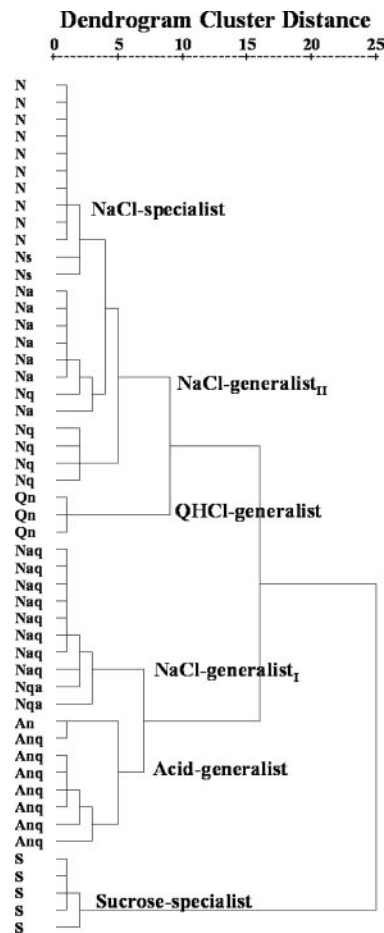 Dendrogram Cluster Distance
0 5 10 15 20 25
N
N
N
N
N
N
N
N
NaCl-specialist
N
N
Ns
Ns
Na
Na
Na
Na
Na
Na
NaCl-generalist_II
Nq
Na
Nq
Nq
Nq
Nq
Qn
Qn
QHCl-generalist
Qn
Naq
Naq
Naq
Naq
Naq
Naq
Naq
Naq
NaCl-generalist_I
Nqa
Nqa
An
Anq
Anq
Anq
Acid-generalist
Anq
Anq
Anq
Anq
S
S
S
Sucrose-specialist
S
S